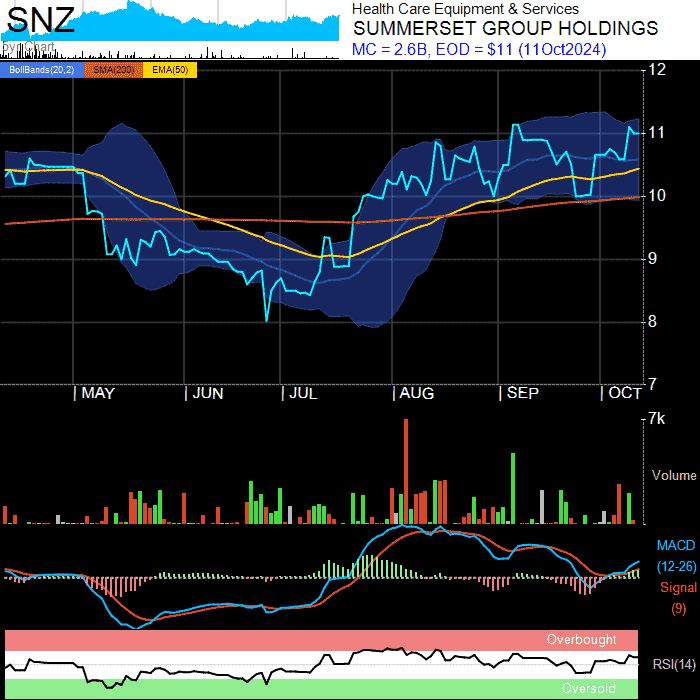 SNZ
Health Care Equipment & Services
SUMMERSET GROUP HOLDINGS
MC = 2.6B, EOD = $11 (11Oct2024)
BollBands(20,2) SMA(200) EMA(50)
12
11
10
9
8
7
MAY JUN JUL AUG SEP OCT
7k
Volume
MACD
(12-26)
Signal
(9)
Overbought
RSI(14)
Oversold